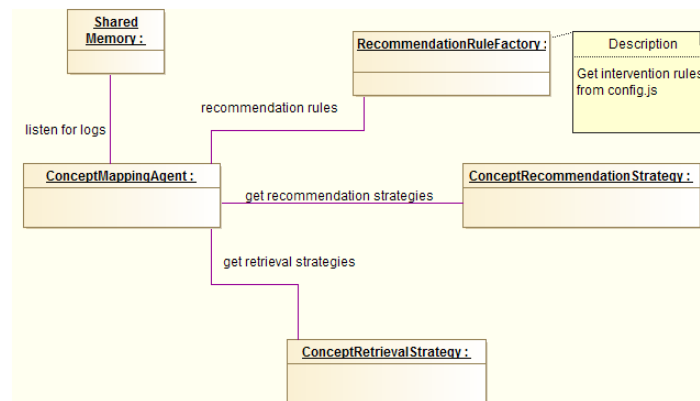 Shared
Memory :
RecommendationRuleFactory :
Description
Get intervention rules
from config.js
recommendation rules
listen for logs
ConceptMappingAgent :
ConceptRecommendationStrategy :
get recommendation strategies
get retrieval strategies
ConceptRetrievalStrategy :